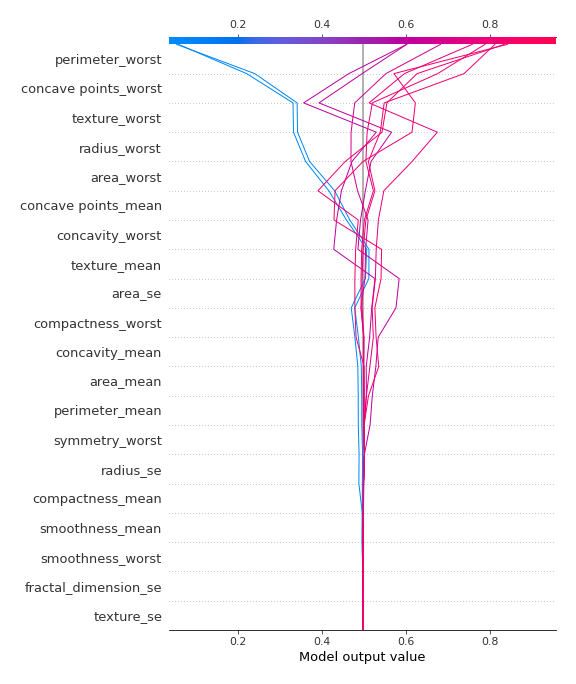 0.2 0.4 0.6 0.8
perimeter_worst
concave points_worst
texture_worst
radius_worst
area_worst
concave points_mean
concavity_worst
texture_mean
area_se
compactness_worst
concavity_mean
area_mean
perimeter_mean
symmetry_worst
radius_se
compactness_mean
smoothness_mean
smoothness_worst
fractal_dimension_se
texture_se
0.2 0.4 0.6 0.8
Model output value